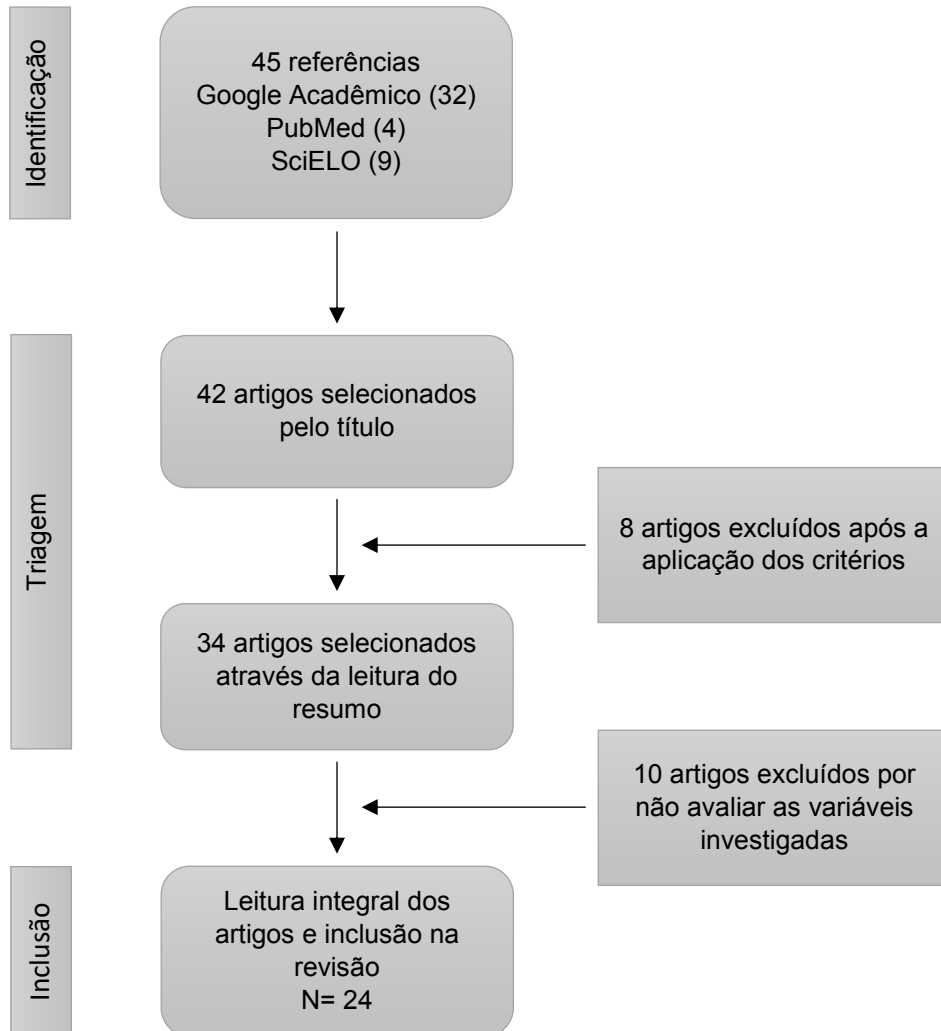 Identificação
45 referências
Google Acadêmico (32)
PubMed (4)
SciELO (9)
Triagem
42 artigos selecionados
pelo título
8 artigos excluídos após a
aplicação dos critérios
34 artigos selecionados
através da leitura do
resumo
10 artigos excluídos por
não avaliar as variáveis
investigadas
Inclusão
Leitura integral dos
artigos e inclusão na
revisão
N= 24